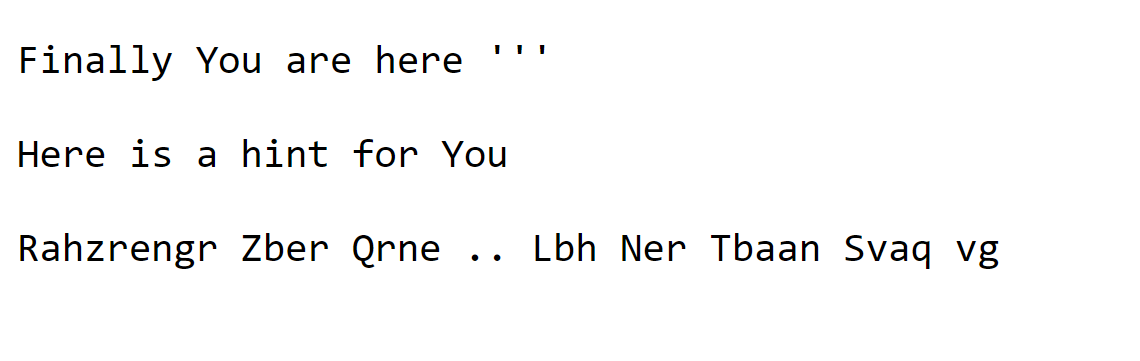 Finally You are here '''
Here is a hint for You
Rahzrengr Zber Qrne .. Lbh Ner Tbaan Svaq vg